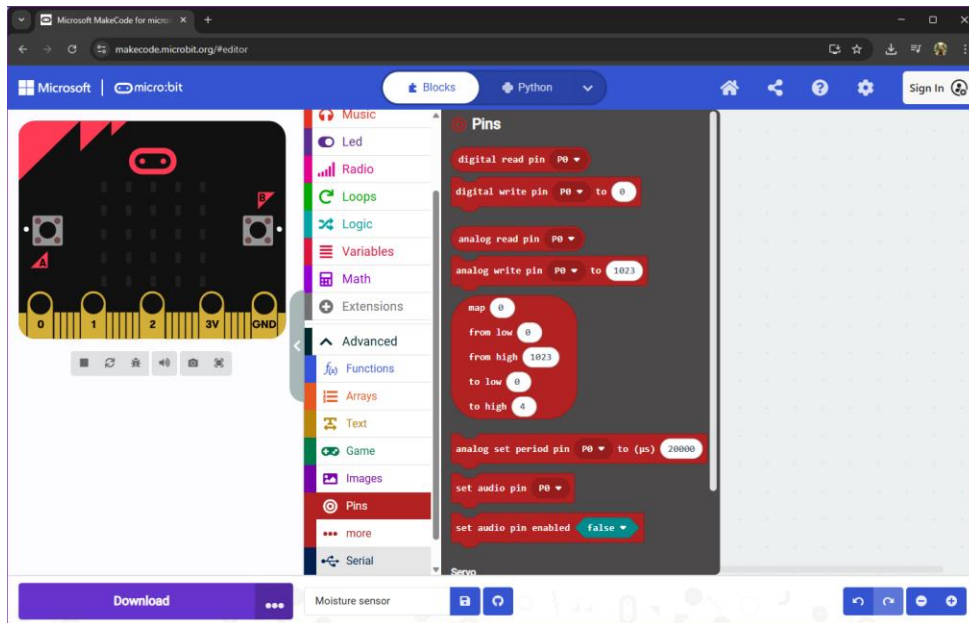 Microsoft MakeCode for micro:
makecode.microbit.org/#editor
Microsoft
micro:bit
Blocks
Python
Sign In
A
B
0
1
2
3V
GND
Music
Led
Radio
Loops
Logic
Variables
Math
Extensions
Advanced
Functions
Arrays
Text
Game
Images
Pins
more
Serial
Pins
digital read pin P0
digital write pin P0 to 0
analog read pin P0
analog write pin P0 to 1023
map 0
from low 0
from high 1023
to low 0
to high 4
analog set period pin P0 to (µs) 20000
set audio pin P0
set audio pin enabled false
Servo
Download
Moisture sensor